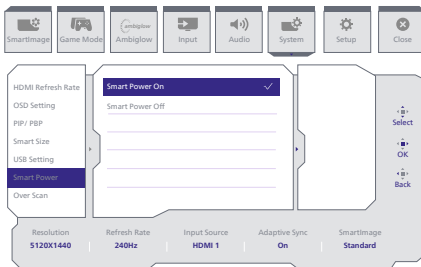 SmartImage
Game Mode
ambiglow
Ambiglow
Input
Audio
System
Setup
Close
HDMI Refresh Rate
OSD Setting
PIP/ PBP
Smart Size
USB Setting
Smart Power
Over Scan
Smart Power On
Smart Power Off
Select
OK
Back
Resolution
5120X1440
Refresh Rate
240Hz
Input Source
HDMI 1
Adaptive Sync
On
SmartImage
Standard